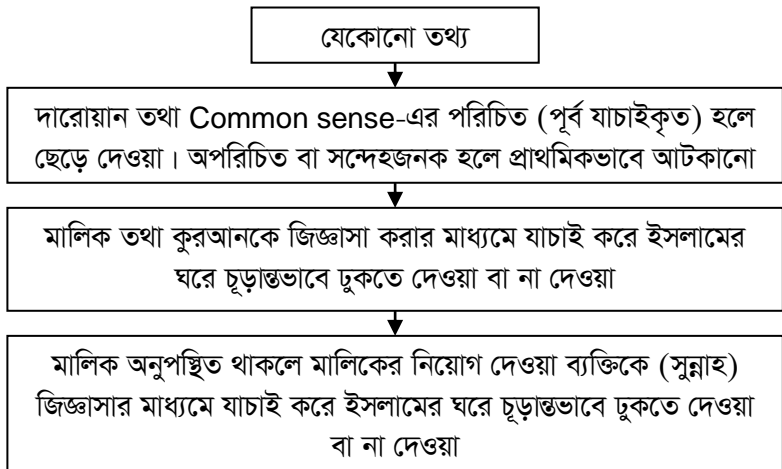 যেকোনো তথ্য
দারোয়ান তথা Common sense-এর পরিচিত (পূর্ব যাচাইকৃত) হলে
ছেড়ে দেওয়া। অপরিচিত বা সন্দেহজনক হলে প্রাথমিকভাবে আটকানো
মালিক তথা কুরআনকে জিজ্ঞাসা করার মাধ্যমে যাচাই করে ইসলামের
ঘরে চূড়ান্তভাবে ঢুকতে দেওয়া বা না দেওয়া
মালিক অনুপস্থিত থাকলে মালিকের নিয়োগ দেওয়া ব্যক্তিকে (সুন্নাহ)
জিজ্ঞাসার মাধ্যমে যাচাই করে ইসলামের ঘরে চূড়ান্তভাবে ঢুকতে দেওয়া
বা না দেওয়া